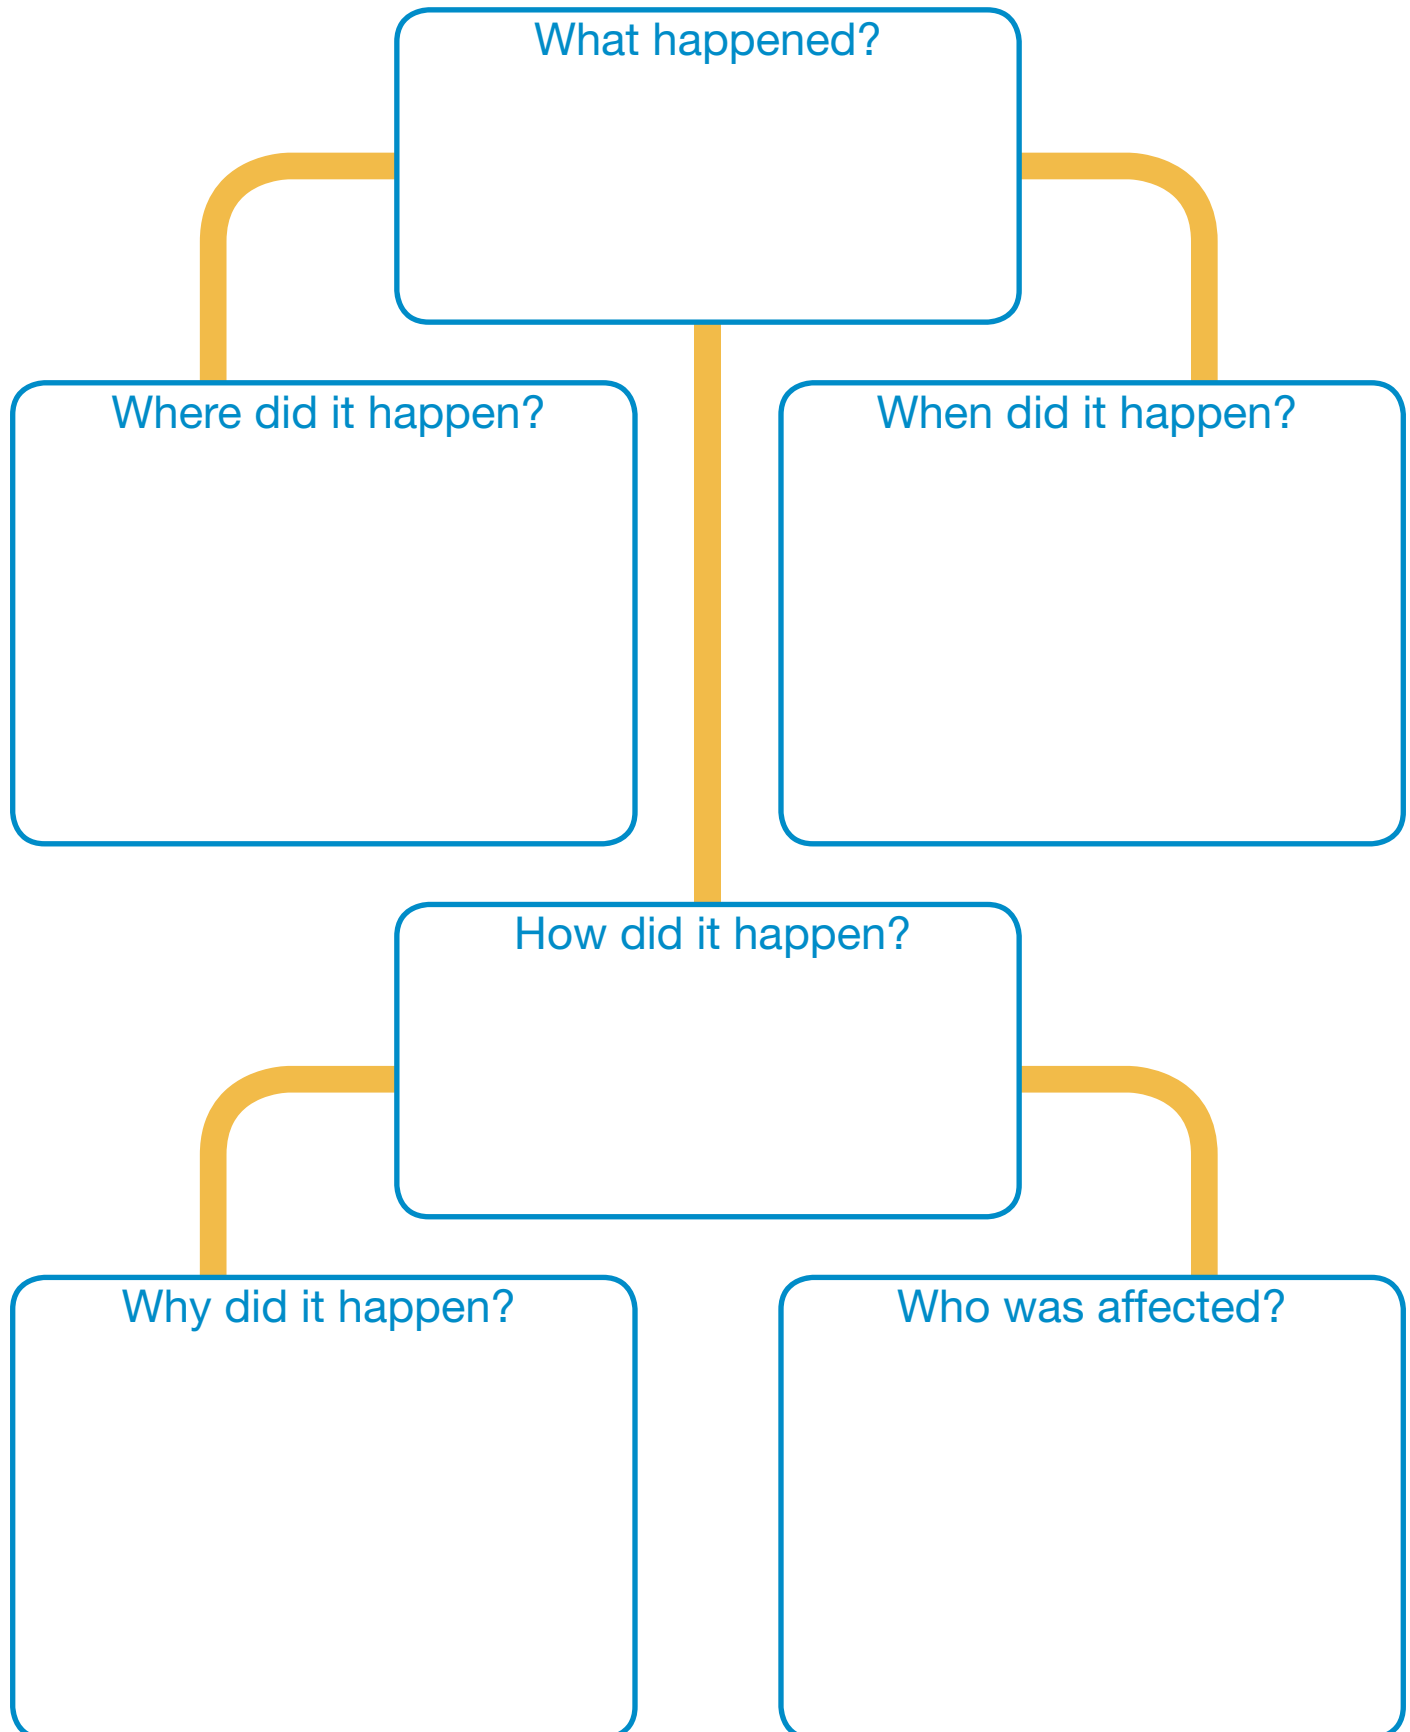 What happened?
Where did it happen?
When did it happen?
How did it happen?
Why did it happen?
Who was affected?